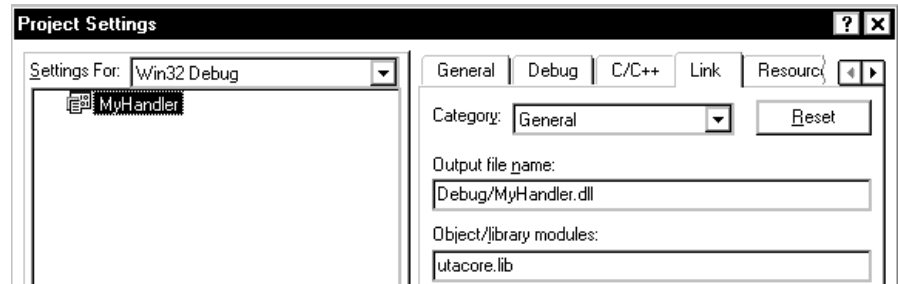 Project Settings
Settings For: Win32 Debug
MyHandler
General Debug C/C++ Link Resourc
Category: General Reset
Output file name:
Debug/MyHandler.dll
Object/library modules:
utacore.lib